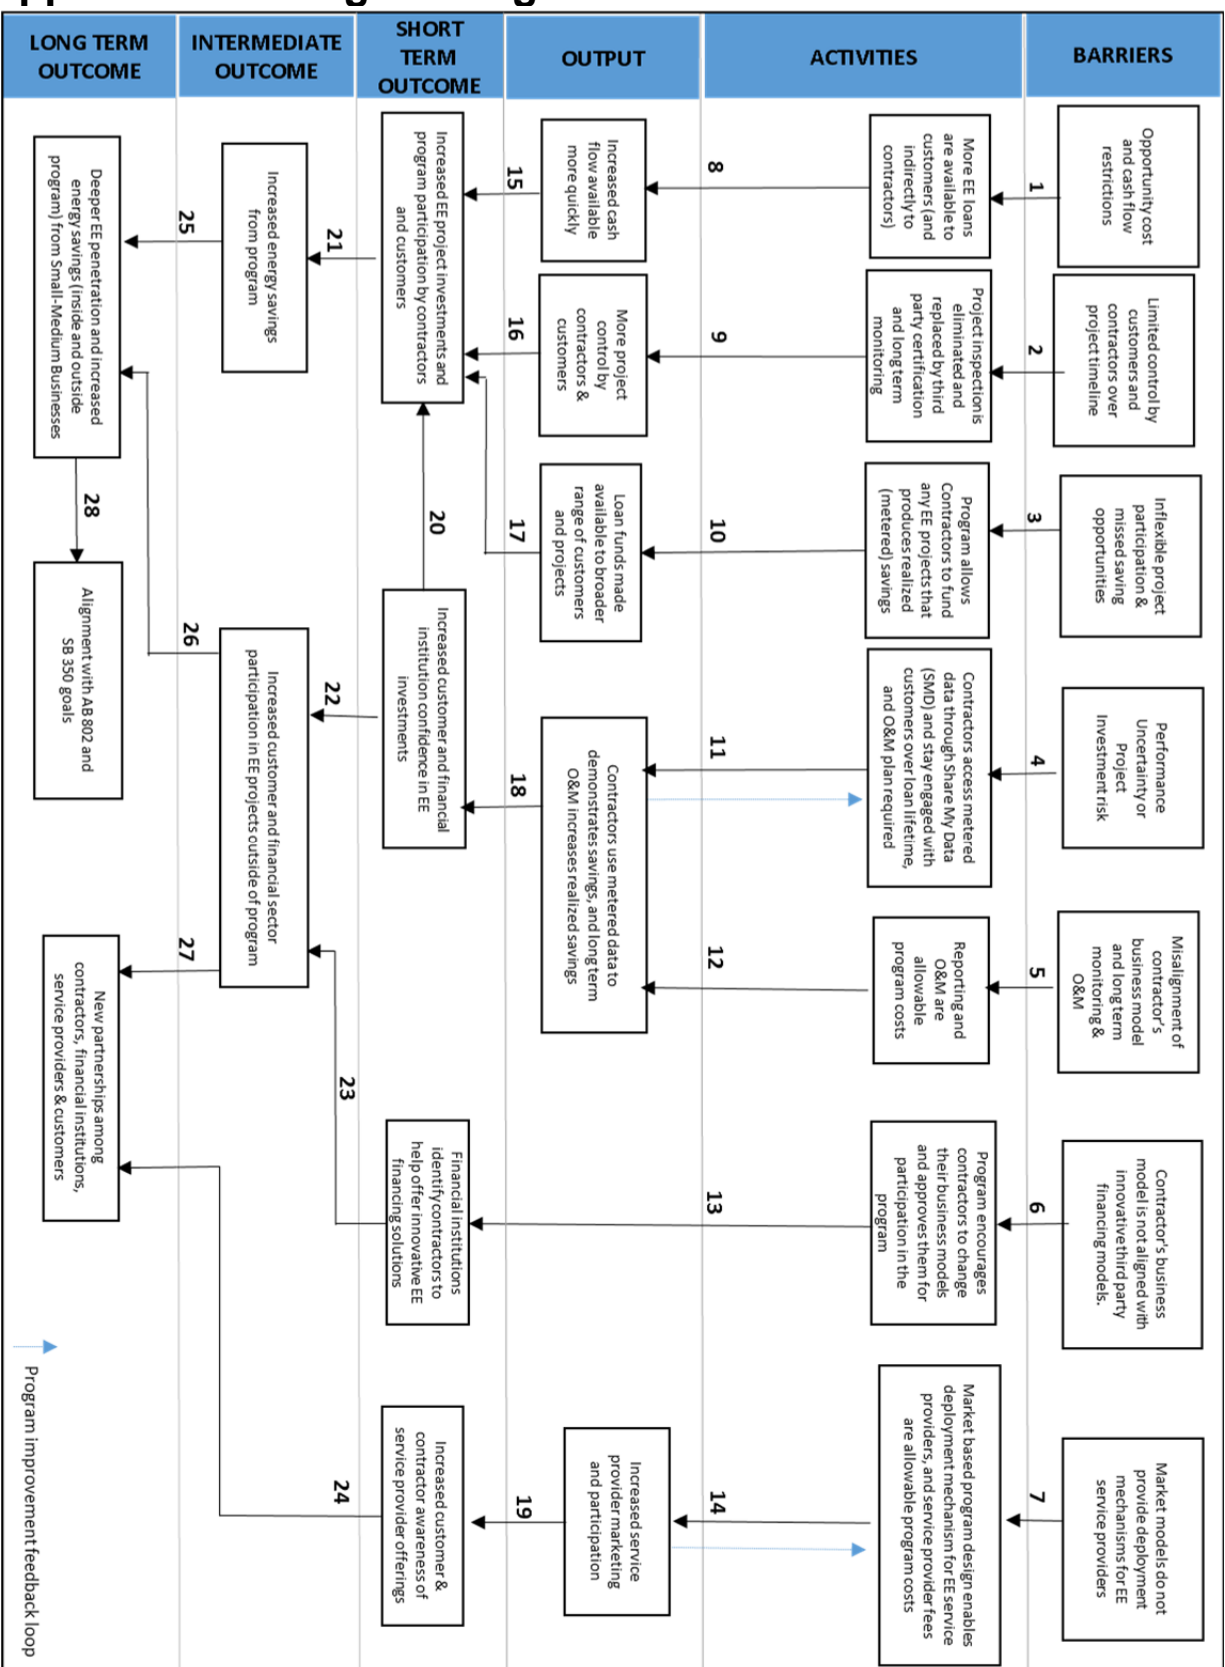 LONG TERM
OUTCOME
INTERMEDIATE
OUTCOME
SHORT
TERM
OUTCOME
OUTPUT
ACTIVITIES
BARRIERS
Opportunity cost
and cash flow
restrictions
Limited control by
customers and
contractors over
project timeline
Inflexible project
participation &
missed saving
opportunities
Performance
Uncertainty or
Project
Investment risk
Misalignment of
contractor's
business model
and long term
monitoring &
O&M
Contractor's business
model is not aligned with
innovative third party
financing models.
Market models do not
provide deployment
mechanisms for EE
service providers
1
2
3
4
5
6
7
More EE loans
are available to
customers (and
indirectly to
contractors)
Project inspection is
eliminated and
replaced by third
party certification
and long term
monitoring
Program allows
Contractors to fund
any EE projects that
produces realized
(metered) savings
Contractors access metered
data through Share My Data
(SMD) and stay engaged with
customers over loan lifetime,
and O&M plan required
Reporting and
O&M are
allowable
program costs
Program encourages
contractors to change
their business models
and approves them for
participation in the
program
Market based program design enables
deployment mechanism for EE service
providers, and service provider fees
are allowable program costs
8
9
10
11
12
13
14
Increased cash
flow available
more quickly
More project
control by
contractors &
customers
Loan funds made
available to broader
range of customers
and projects
Contractors use metered data to
demonstrates savings, and long term
O&M increases realized savings
Increased service
provider marketing
and participation
15
16
17
18
19
Increased EE project investments and
program participation by contractors
and customers
20
Increased customer and financial
institution confidence in EE
investments
Financial institutions
identify contractors to
help offer innovative EE
financing solutions
Increased customer &
contractor awareness of
service provider offerings
21
22
23
24
Increased energy savings
from program
Increased customer and financial sector
participation in EE projects outside of program
25
26
27
Deeper EE penetration and increased
energy savings (inside and outside
program) from Small-Medium Businesses
28
Alignment with AB 802 and
SB 350 goals
New partnerships among
contractors, financial institutions,
service providers & customers
Program improvement feedback loop